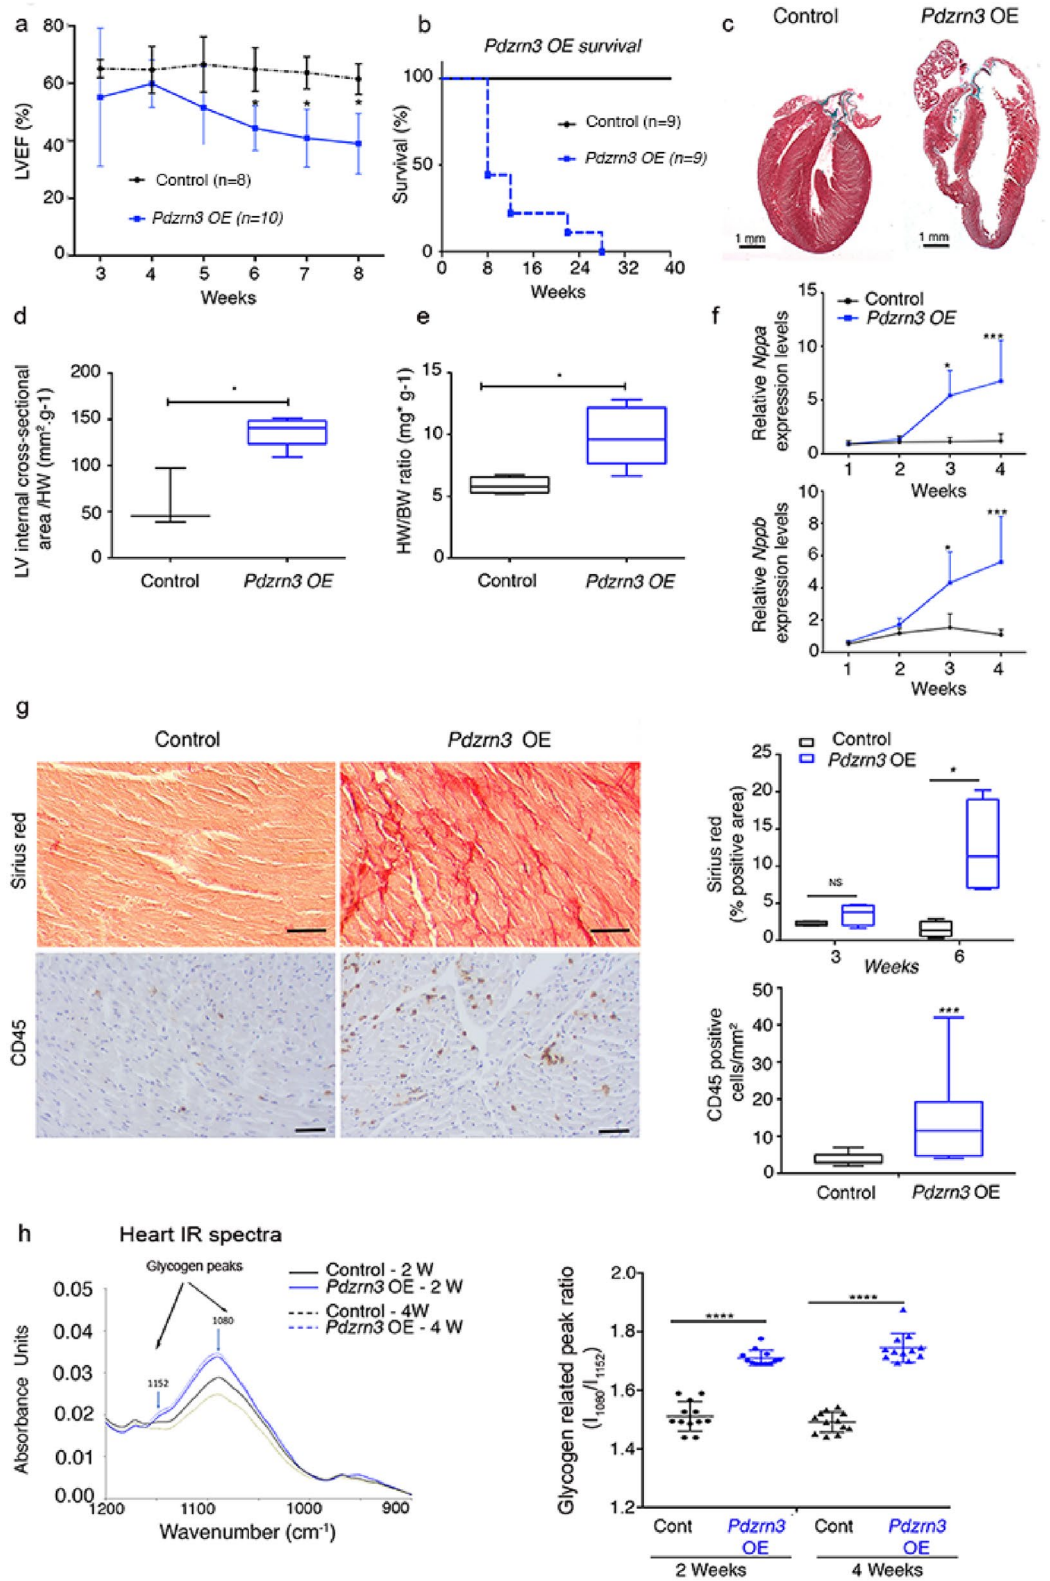 a
80
60
40
20
0
LVEF (%)
*
*
*
Control (n=8)
Pdzrn3 OE (n=10)
3 4 5 6 7 8
Weeks
b
Pdzrn3 OE survival
100
50
0
Survival (%)
Control (n=9)
Pdzrn3 OE (n=9)
0 8 16 24 28 32 40
Weeks
c
Control
Pdzrn3 OE
1 mm
1 mm
d
200
150
100
50
0
LV internal cross-sectional
area /HW (mm².g-1)
*
Control
Pdzrn3 OE
e
15
10
5
0
HW/BW ratio (mg* g-1)
*
Control
Pdzrn3 OE
f
15
10
5
0
Relative Nppa
expression levels
Control
Pdzrn3 OE
*
***
1 2 3 4
Weeks
10
8
6
4
2
0
Relative Nppb
expression levels
*
***
1 2 3 4
Weeks
g
Control
Pdzrn3 OE
Sirius red
CD45
25
20
15
10
5
0
Sirius red
(% positive area)
Control
Pdzrn3 OE
NS
*
3
Weeks
6
50
40
30
20
10
0
CD45 positive
cells/mm²
***
Control
Pdzrn3 OE
h
Heart IR spectra
Glycogen peaks
Control - 2 W
Pdzrn3 OE - 2 W
Control - 4W
Pdzrn3 OE - 4 W
0.05
0.04
0.03
0.02
0.01
0.00
Absorbance Units
1152
1080
1200 1100 1000 900
Wavenumber (cm-1)
2.0
1.8
1.6
1.4
1.2
Glycogen related peak ratio
(I1080/I1152)
****
****
Cont
Pdzrn3
OE
Cont
Pdzrn3
OE
2 Weeks
4 Weeks